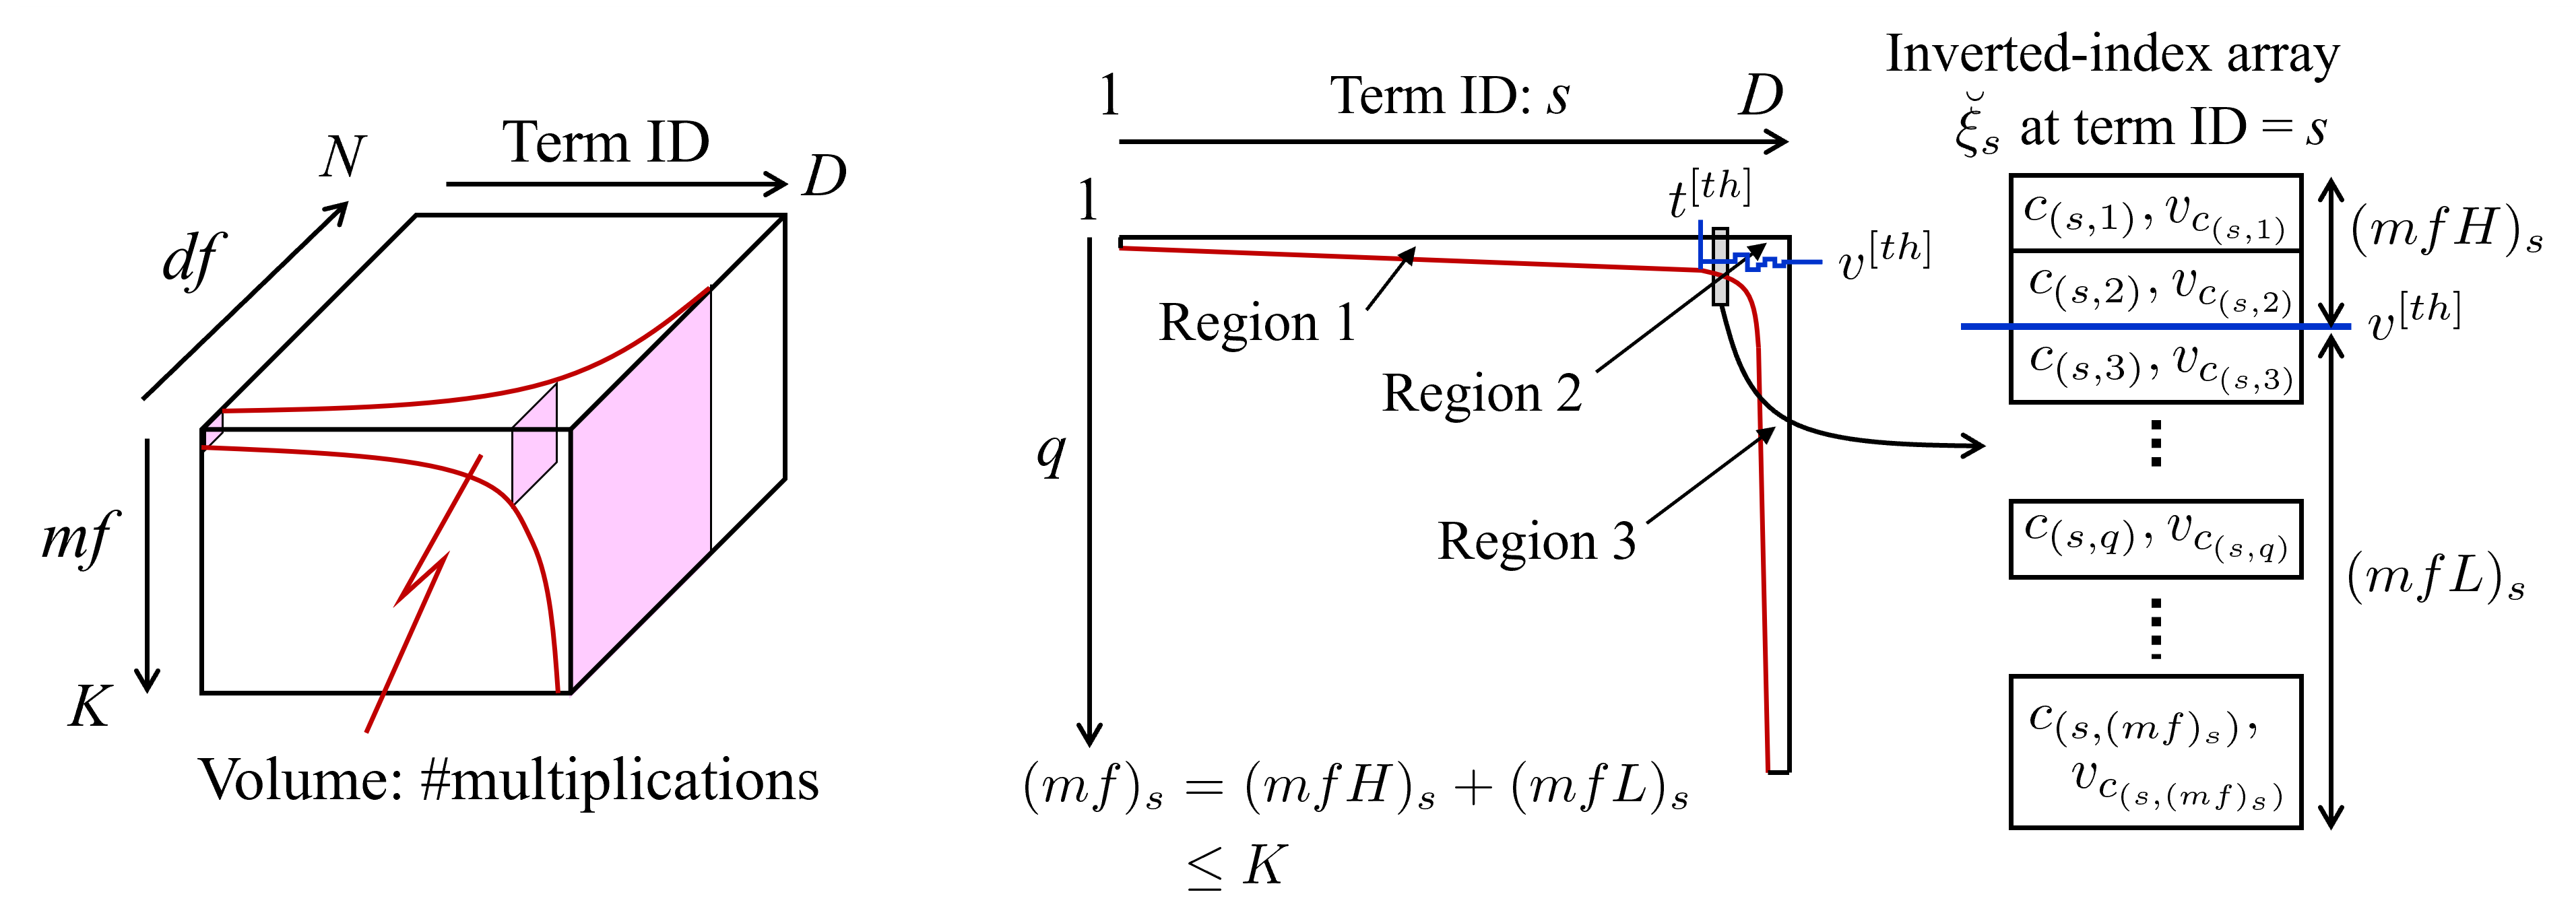 N
Term ID
D
df
mf
K
Volume: #multiplications
1
Term ID: s
D
1
t^{[th]}
v^{[th]}
Region 1
Region 2
q
Region 3
(mf)_s = (mfH)_s + (mfL)_s
≤ K
Inverted-index array
ξ̆_s at term ID = s
c_{(s,1)}, v_{c_{(s,1)}}
(mfH)_s
c_{(s,2)}, v_{c_{(s,2)}}
v^{[th]}
c_{(s,3)}, v_{c_{(s,3)}}
c_{(s,q)}, v_{c_{(s,q)}}
(mfL)_s
c_{(s,(mf)_s)},
v_{c_{(s,(mf)_s)}}